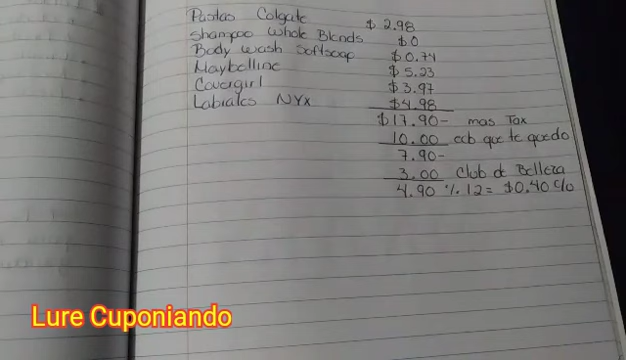 Pastas Colgate $2.98
Shampoo Whole Blends $0
Body wash Softsoap $0.74
Maybelline $5.23
Covergirl $3.97
Labiales NYX $4.98
$17.90- mas Tax
10.00 ecb que te quedo
7.90-
3.00 Club de Belleza
4.90 % 12 = $0.40 c/o
Lure Cuponiando